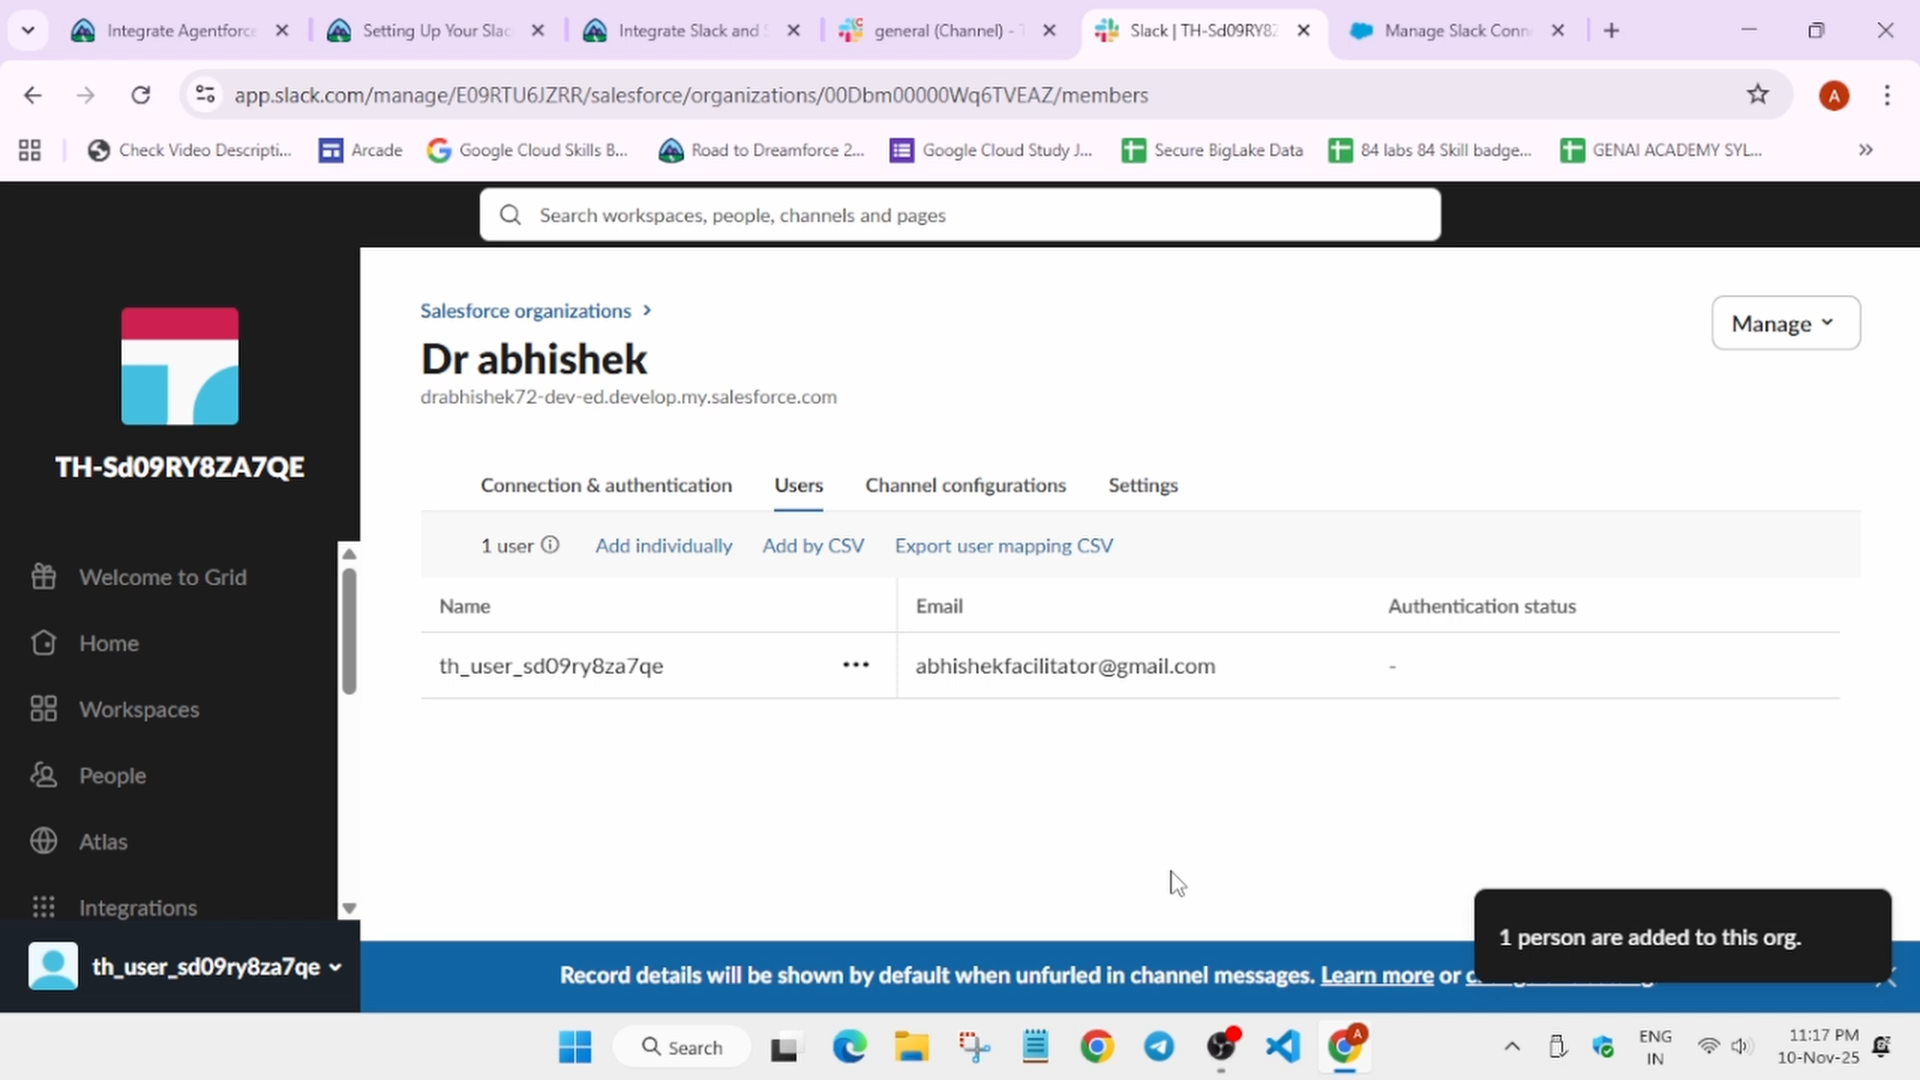 Integrate Agentforce
Setting Up Your Slac
Integrate Slack and S
general (Channel) - T
Slack | TH-Sd09RY8Z
Manage Slack Conn
app.slack.com/manage/E09RTU6JZRR/salesforce/organizations/00Dbm00000Wq6TVEAZ/members
A
Check Video Descripti...
Arcade
Google Cloud Skills B...
Road to Dreamforce 2...
Google Cloud Study J...
Secure BigLake Data
84 labs 84 Skill badge...
GENAI ACADEMY SYL...
Search workspaces, people, channels and pages
TH-Sd09RY8ZA7QE
Welcome to Grid
Home
Workspaces
People
Atlas
Integrations
th_user_sd09ry8za7qe
Salesforce organizations
Manage
Dr abhishek
drabhishek72-dev-ed.develop.my.salesforce.com
Connection & authentication
Users
Channel configurations
Settings
1 user
Add individually
Add by CSV
Export user mapping CSV
Name
Email
Authentication status
th_user_sd09ry8za7qe
abhishekfacilitator@gmail.com
-
1 person are added to this org.
Record details will be shown by default when unfurled in channel messages. Learn more or
Search
A
ENG
IN
11:17 PM
10-Nov-25